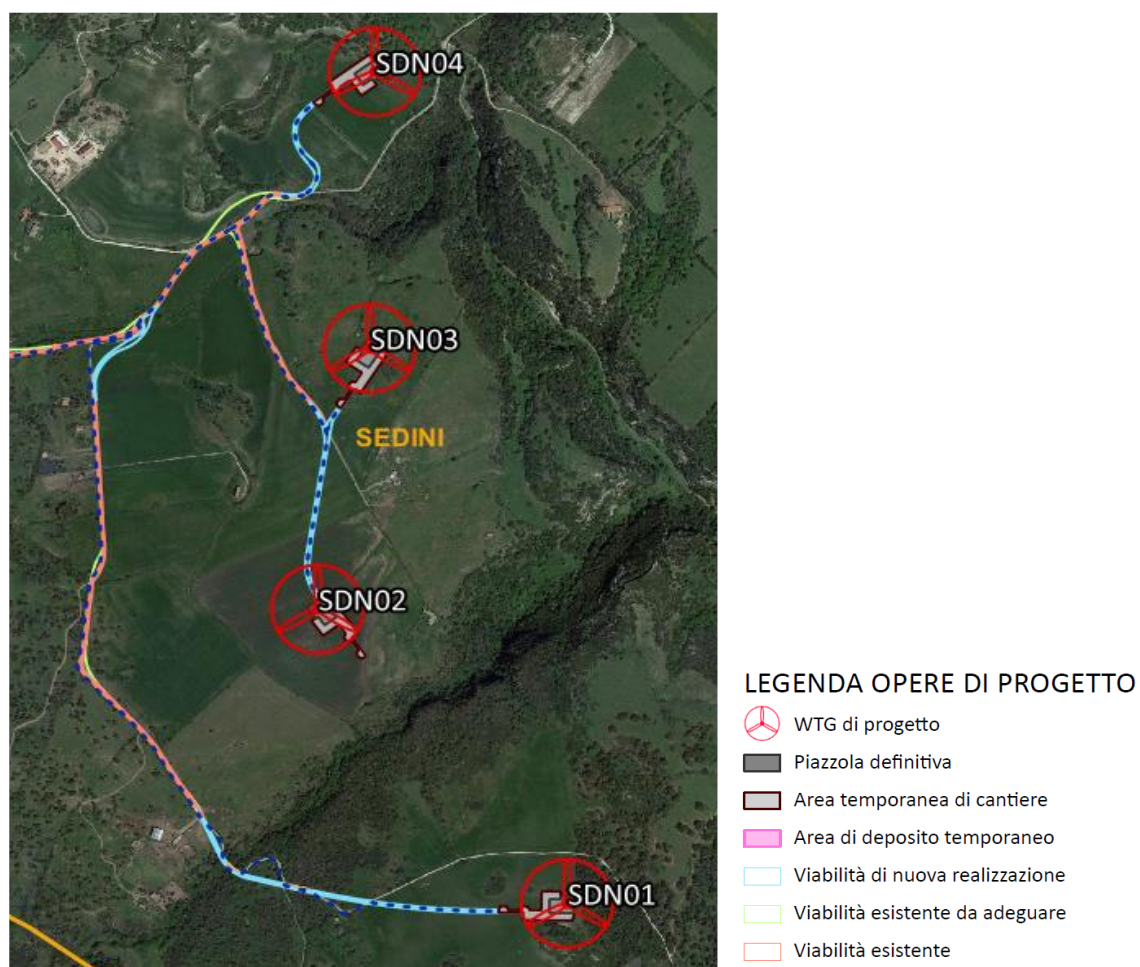 SDN04
SDN03
SEDINI
SDN02
SDN01
LEGENDA OPERE DI PROGETTO
WTG di progetto
Piazzola definitiva
Area temporanea di cantiere
Area di deposito temporaneo
Viabilità di nuova realizzazione
Viabilità esistente da adeguare
Viabilità esistente